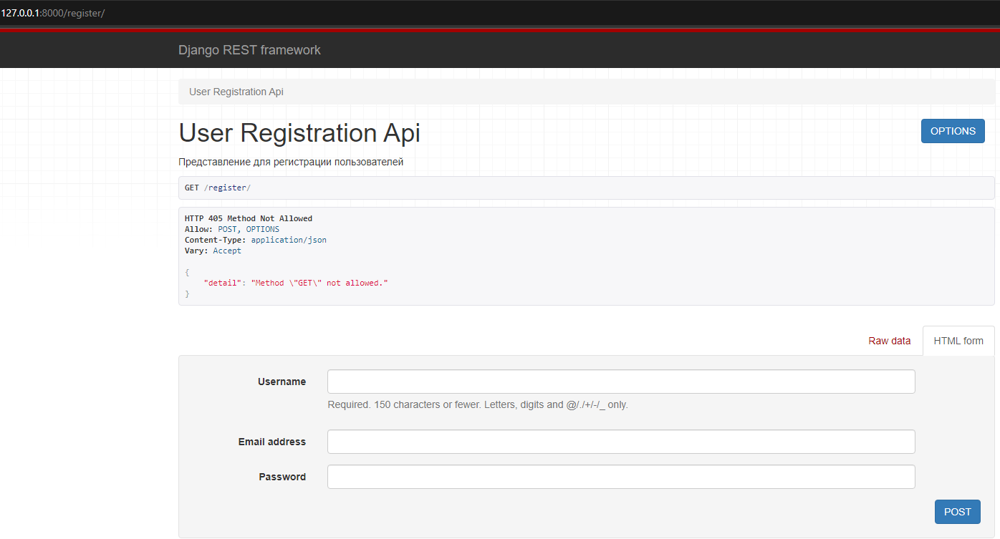 127.0.0.1:8000/register/
Django REST framework
User Registration Api
User Registration Api
OPTIONS
Представление для регистрации пользователей
GET /register/
HTTP 405 Method Not Allowed
Allow: POST, OPTIONS
Content-Type: application/json
Vary: Accept
{
    "detail": "Method \"GET\" not allowed."
}
Raw data
HTML form
Username
Required. 150 characters or fewer. Letters, digits and @/./+/-/_ only.
Email address
Password
POST